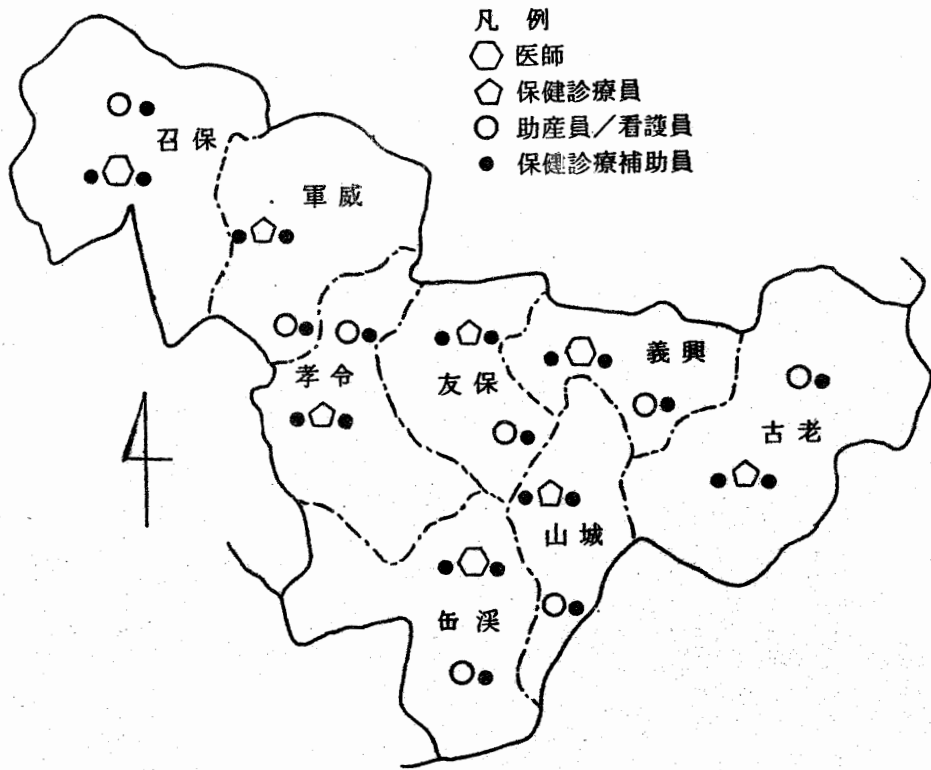 凡 例
医師
保健診療員
助産員／看護員
保健診療補助員
召 保
軍 威
孝 令
友 保
義 興
古 老
山 城
缶 渓